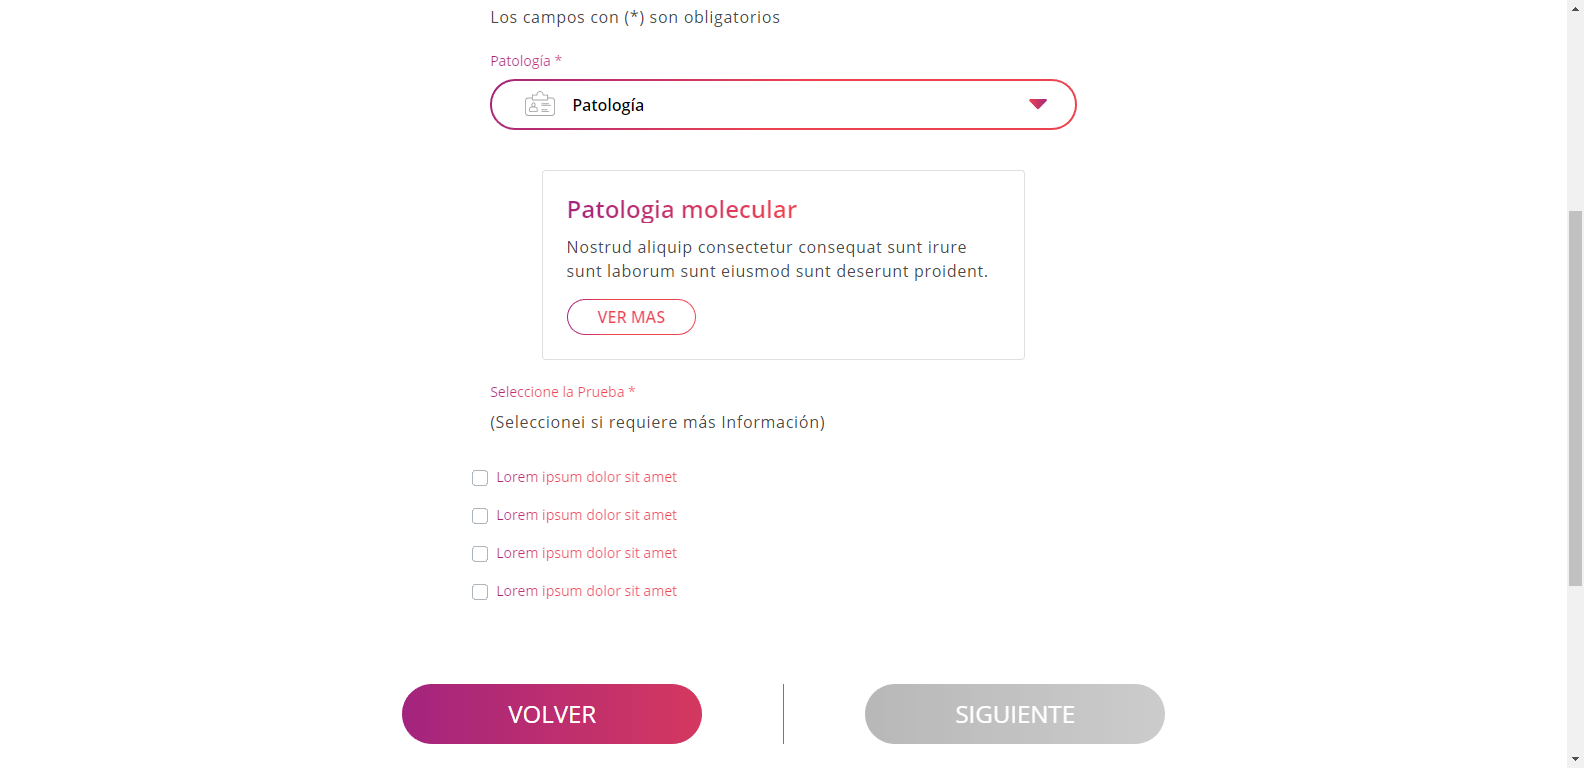 Los campos con (*) son obligatorios
Patología *
Patología
Patologia molecular
Nostrud aliquip consectetur consequat sunt irure
sunt laborum sunt eiusmod sunt deserunt proident.
VER MAS
Seleccione la Prueba *
(Seleccionei si requiere más Información)
Lorem ipsum dolor sit amet
Lorem ipsum dolor sit amet
Lorem ipsum dolor sit amet
Lorem ipsum dolor sit amet
VOLVER
SIGUIENTE